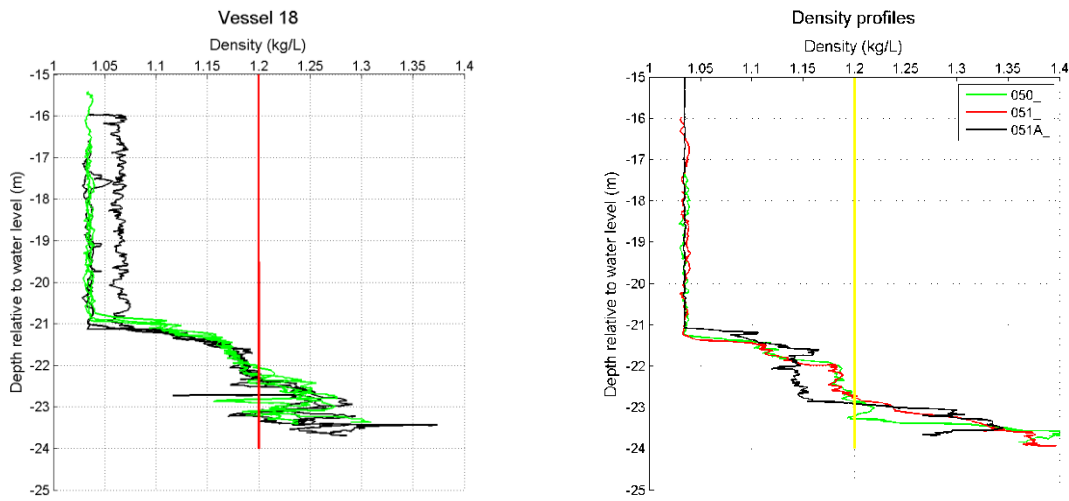 Vessel 18
Density (kg/L)
1 1.05 1.1 1.15 1.2 1.25 1.3 1.35 1.4
-15
-16
-17
-18
-19
-20
-21
-22
-23
-24
-25
Depth relative to water level (m)
Density profiles
Density (kg/L)
1 1.05 1.1 1.15 1.2 1.25 1.3 1.35 1.4
-15
-16
-17
-18
-19
-20
-21
-22
-23
-24
-25
Depth relative to water level (m)
050_
051_
051A_